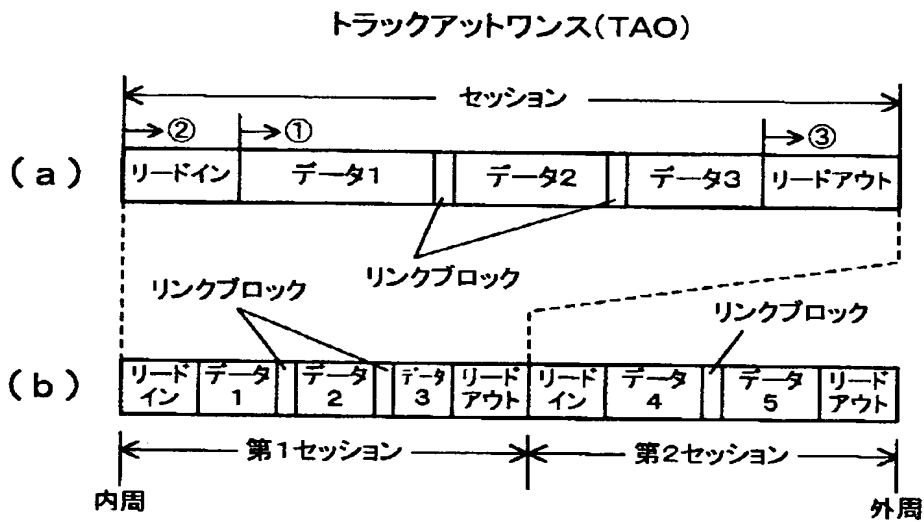 トラックアットワンス(TAO)
セッション
→② →① →③
(a) リードイン データ1 データ2 データ3 リードアウト
リンクブロック
リンクブロック
リンクブロック
(b) リードイン データ1 データ2 データ3 リードアウト リードイン データ4 データ5 リードアウト
第1セッション 第2セッション
内周 外周